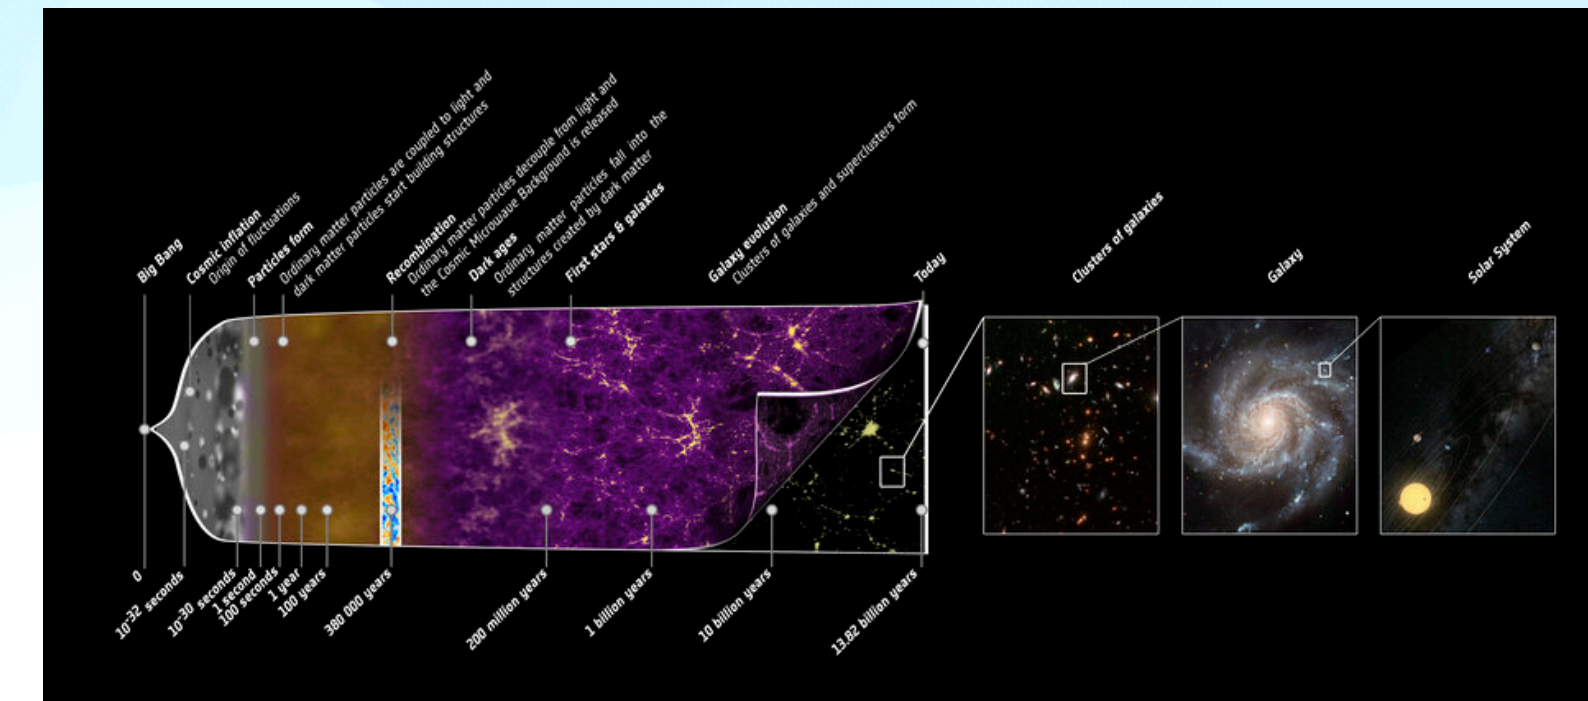 Big Bang
Cosmic inflation
Origin of fluctuations
Particles form
Ordinary matter particles are coupled to light and
dark matter particles start building structures
Recombination
Ordinary matter particles decouple from light and
the Cosmic Microwave Background is released
Dark ages
Ordinary matter particles fall into the
structures created by dark matter
First stars & galaxies
Galaxy evolution
Clusters of galaxies and superclusters form
Today
Clusters of galaxies
Galaxy
Solar System
0
10-32 seconds
10-30 seconds
1 second
100 seconds
1 year
100 years
380 000 years
200 million years
1 billion years
10 billion years
13.82 billion years